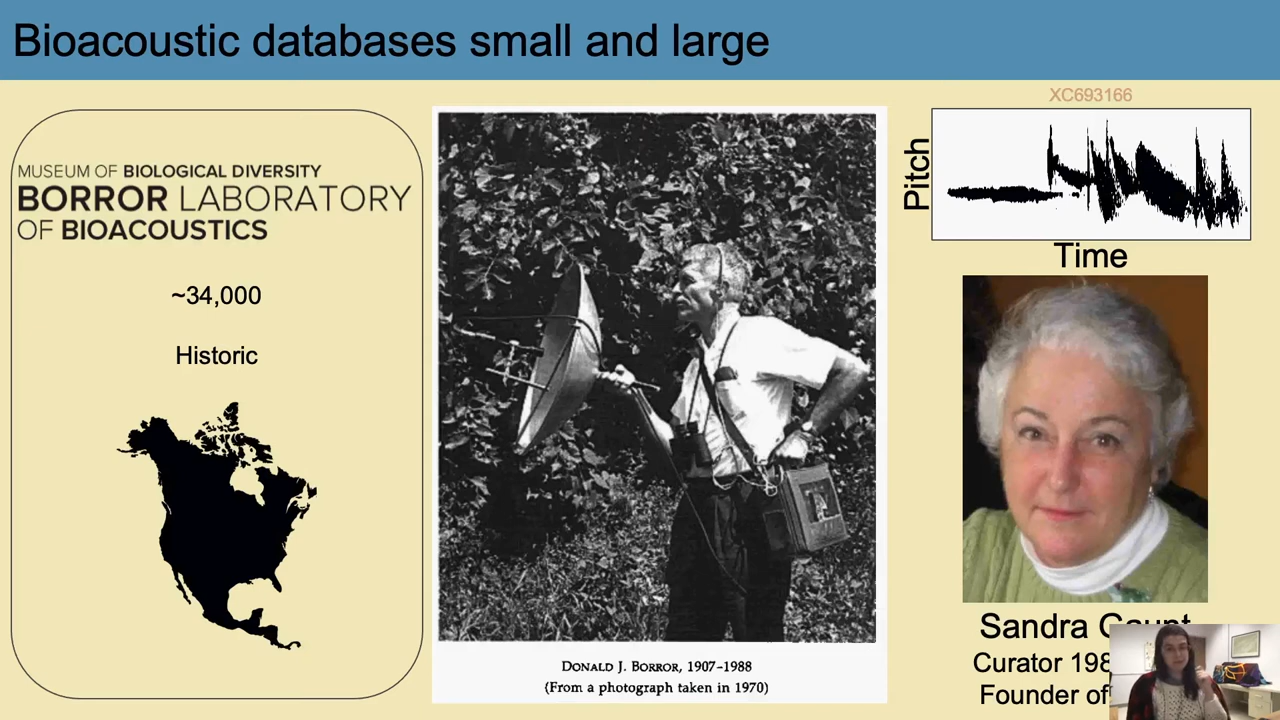 Bioacoustic databases small and large
MUSEUM OF BIOLOGICAL DIVERSITY
BORROR LABORATORY
OF BIOACOUSTICS
~34,000
Historic
DONALD J. BORROR, 1907–1988
(From a photograph taken in 1970)
XC693166
Pitch
Time
Sandra Gaunt
Curator 198
Founder of